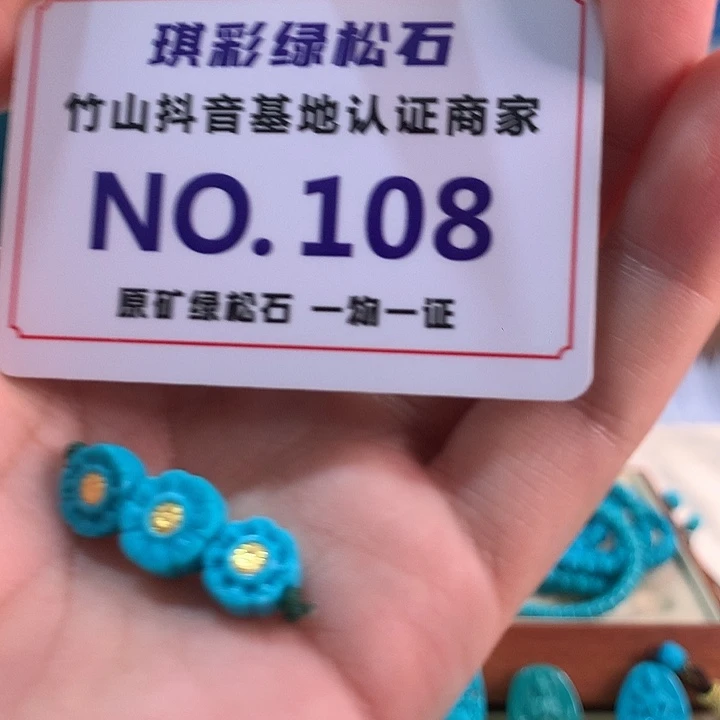 琪彩绿松石
竹山抖音基地认证商家
NO.108
原矿绿松石 一物一证